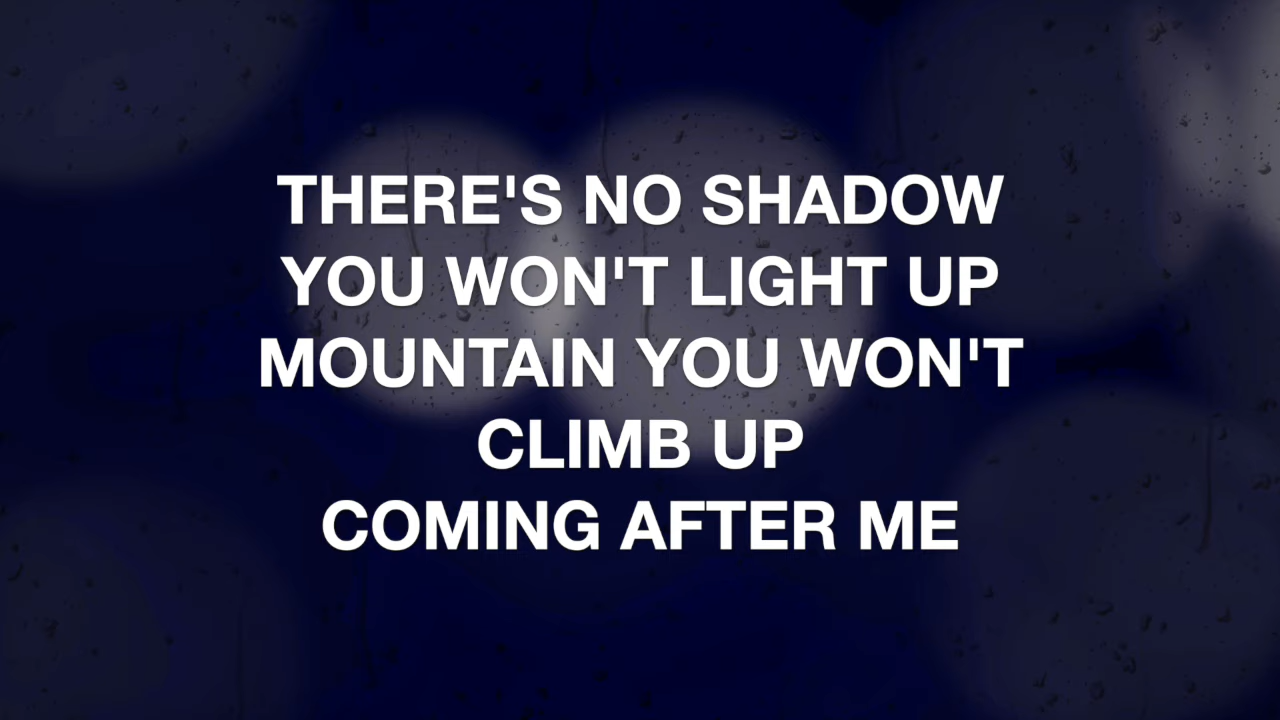 THERE'S NO SHADOW
YOU WON'T LIGHT UP
MOUNTAIN YOU WON'T
CLIMB UP
COMING AFTER ME